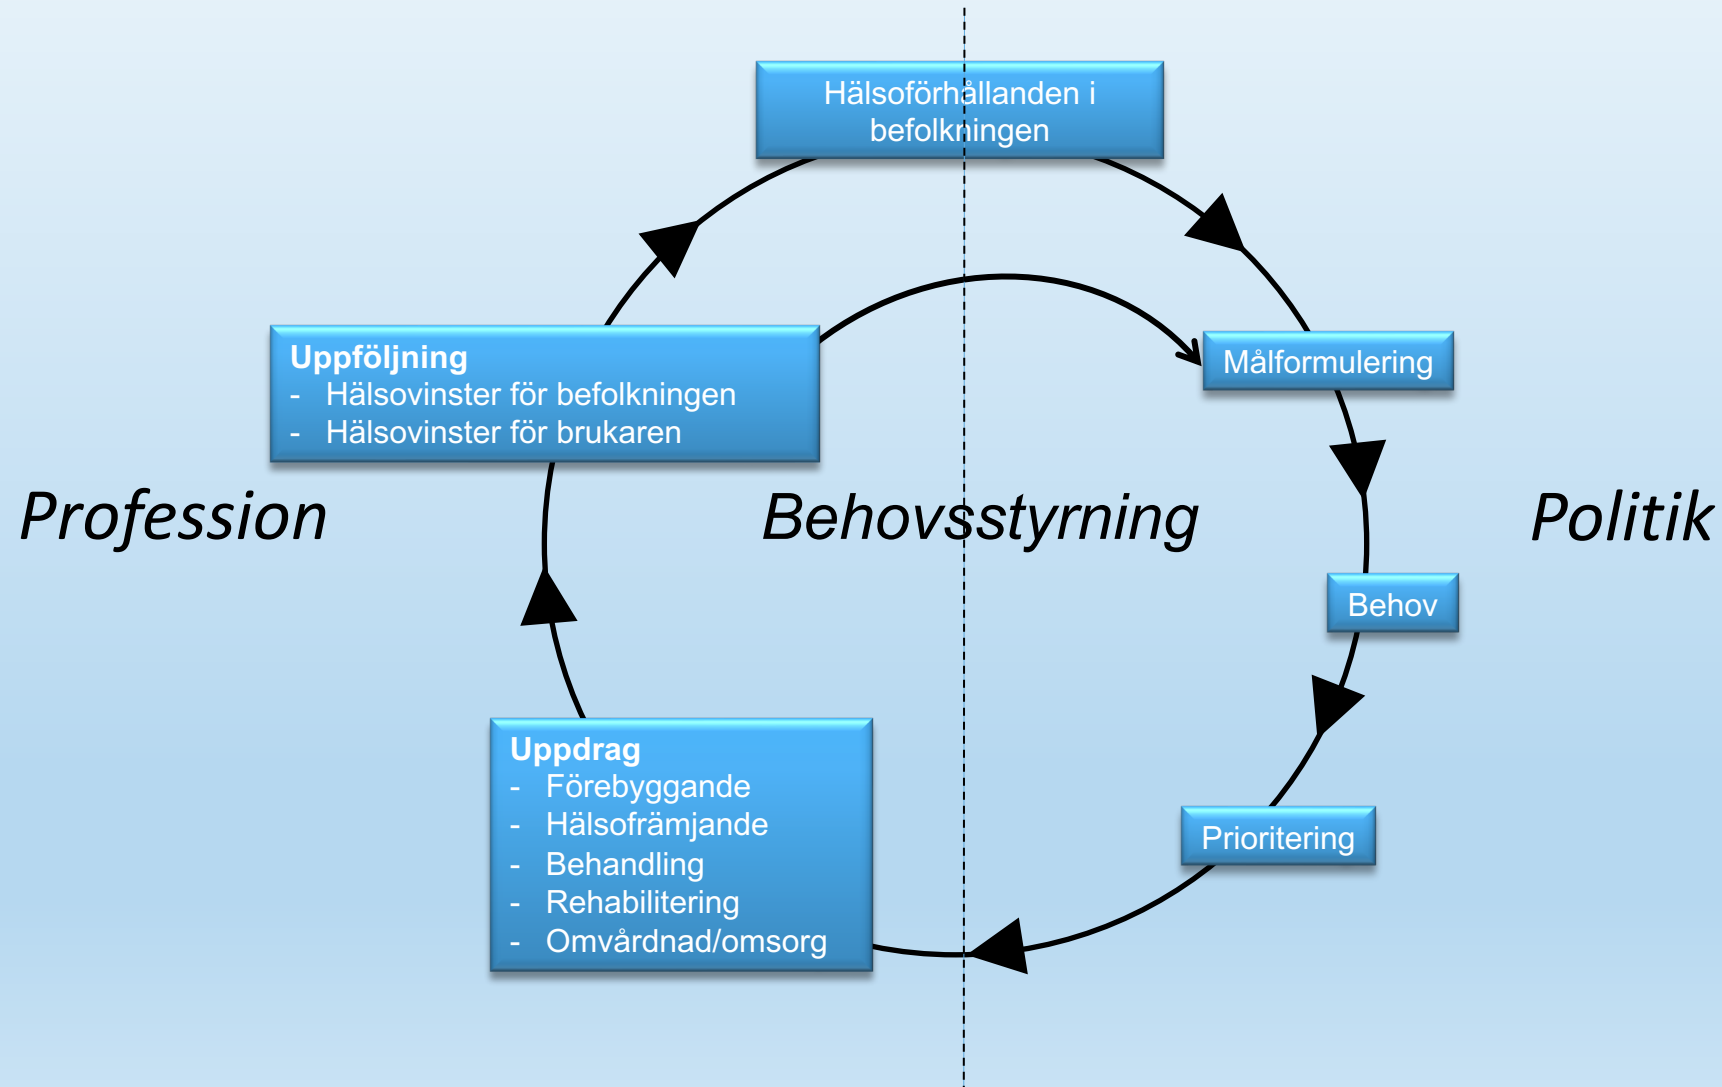 Hälsoförhållanden i
befolkningen
Uppföljning
- Hälsovinster för befolkningen
- Hälsovinster för brukaren
Målformulering
Profession
Behovsstyrning
Politik
Behov
Uppdrag
- Förebyggande
- Hälsofrämjande
- Behandling
- Rehabilitering
- Omvårdnad/omsorg
Prioritering